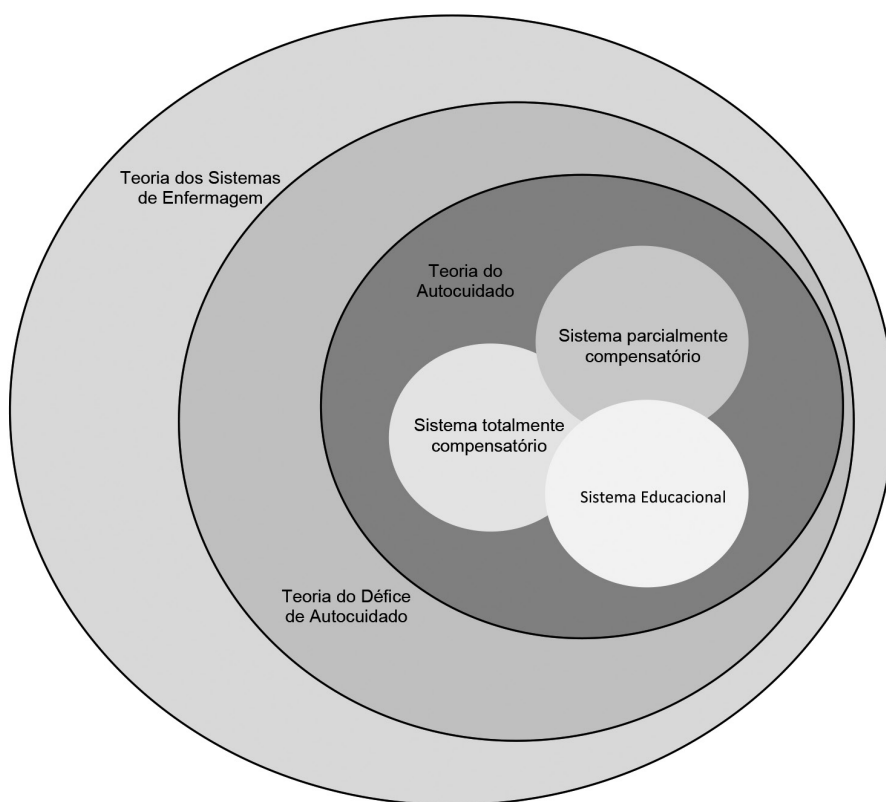 Teoria dos Sistemas
de Enfermagem
Teoria do
Autocuidado
Sistema parcialmente
compensatório
Sistema totalmente
compensatório
Sistema Educacional
Teoria do Défice
de Autocuidado